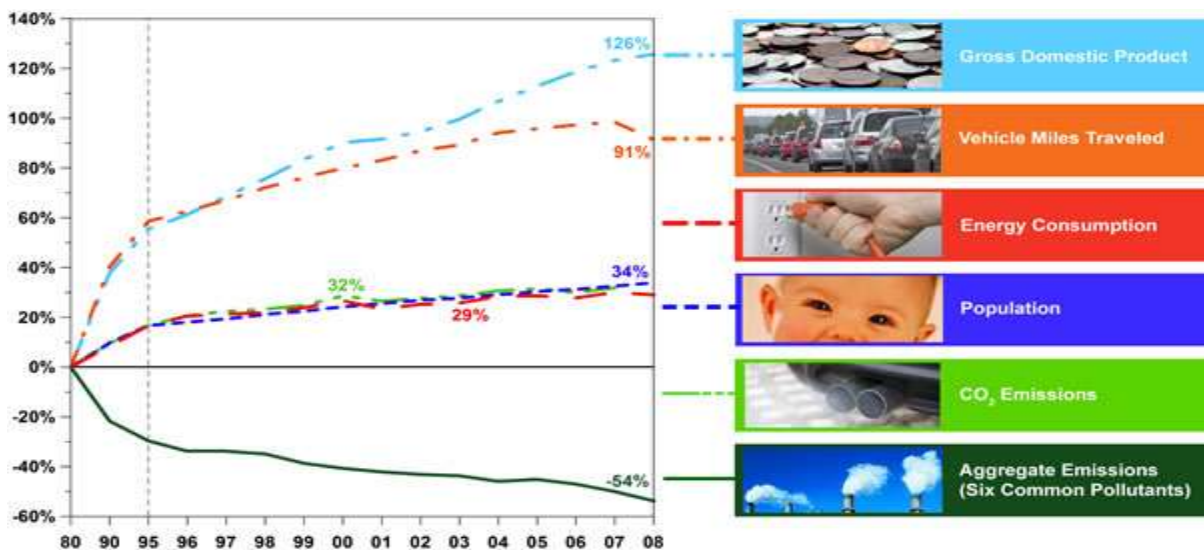 140%
120%
100%
80%
60%
40%
20%
0%
-20%
-40%
-60%
126%
91%
32%
34%
29%
-54%
80 90 95 96 97 98 99 00 01 02 03 04 05 06 07 08
Gross Domestic Product
Vehicle Miles Traveled
Energy Consumption
Population
CO₂ Emissions
Aggregate Emissions
(Six Common Pollutants)